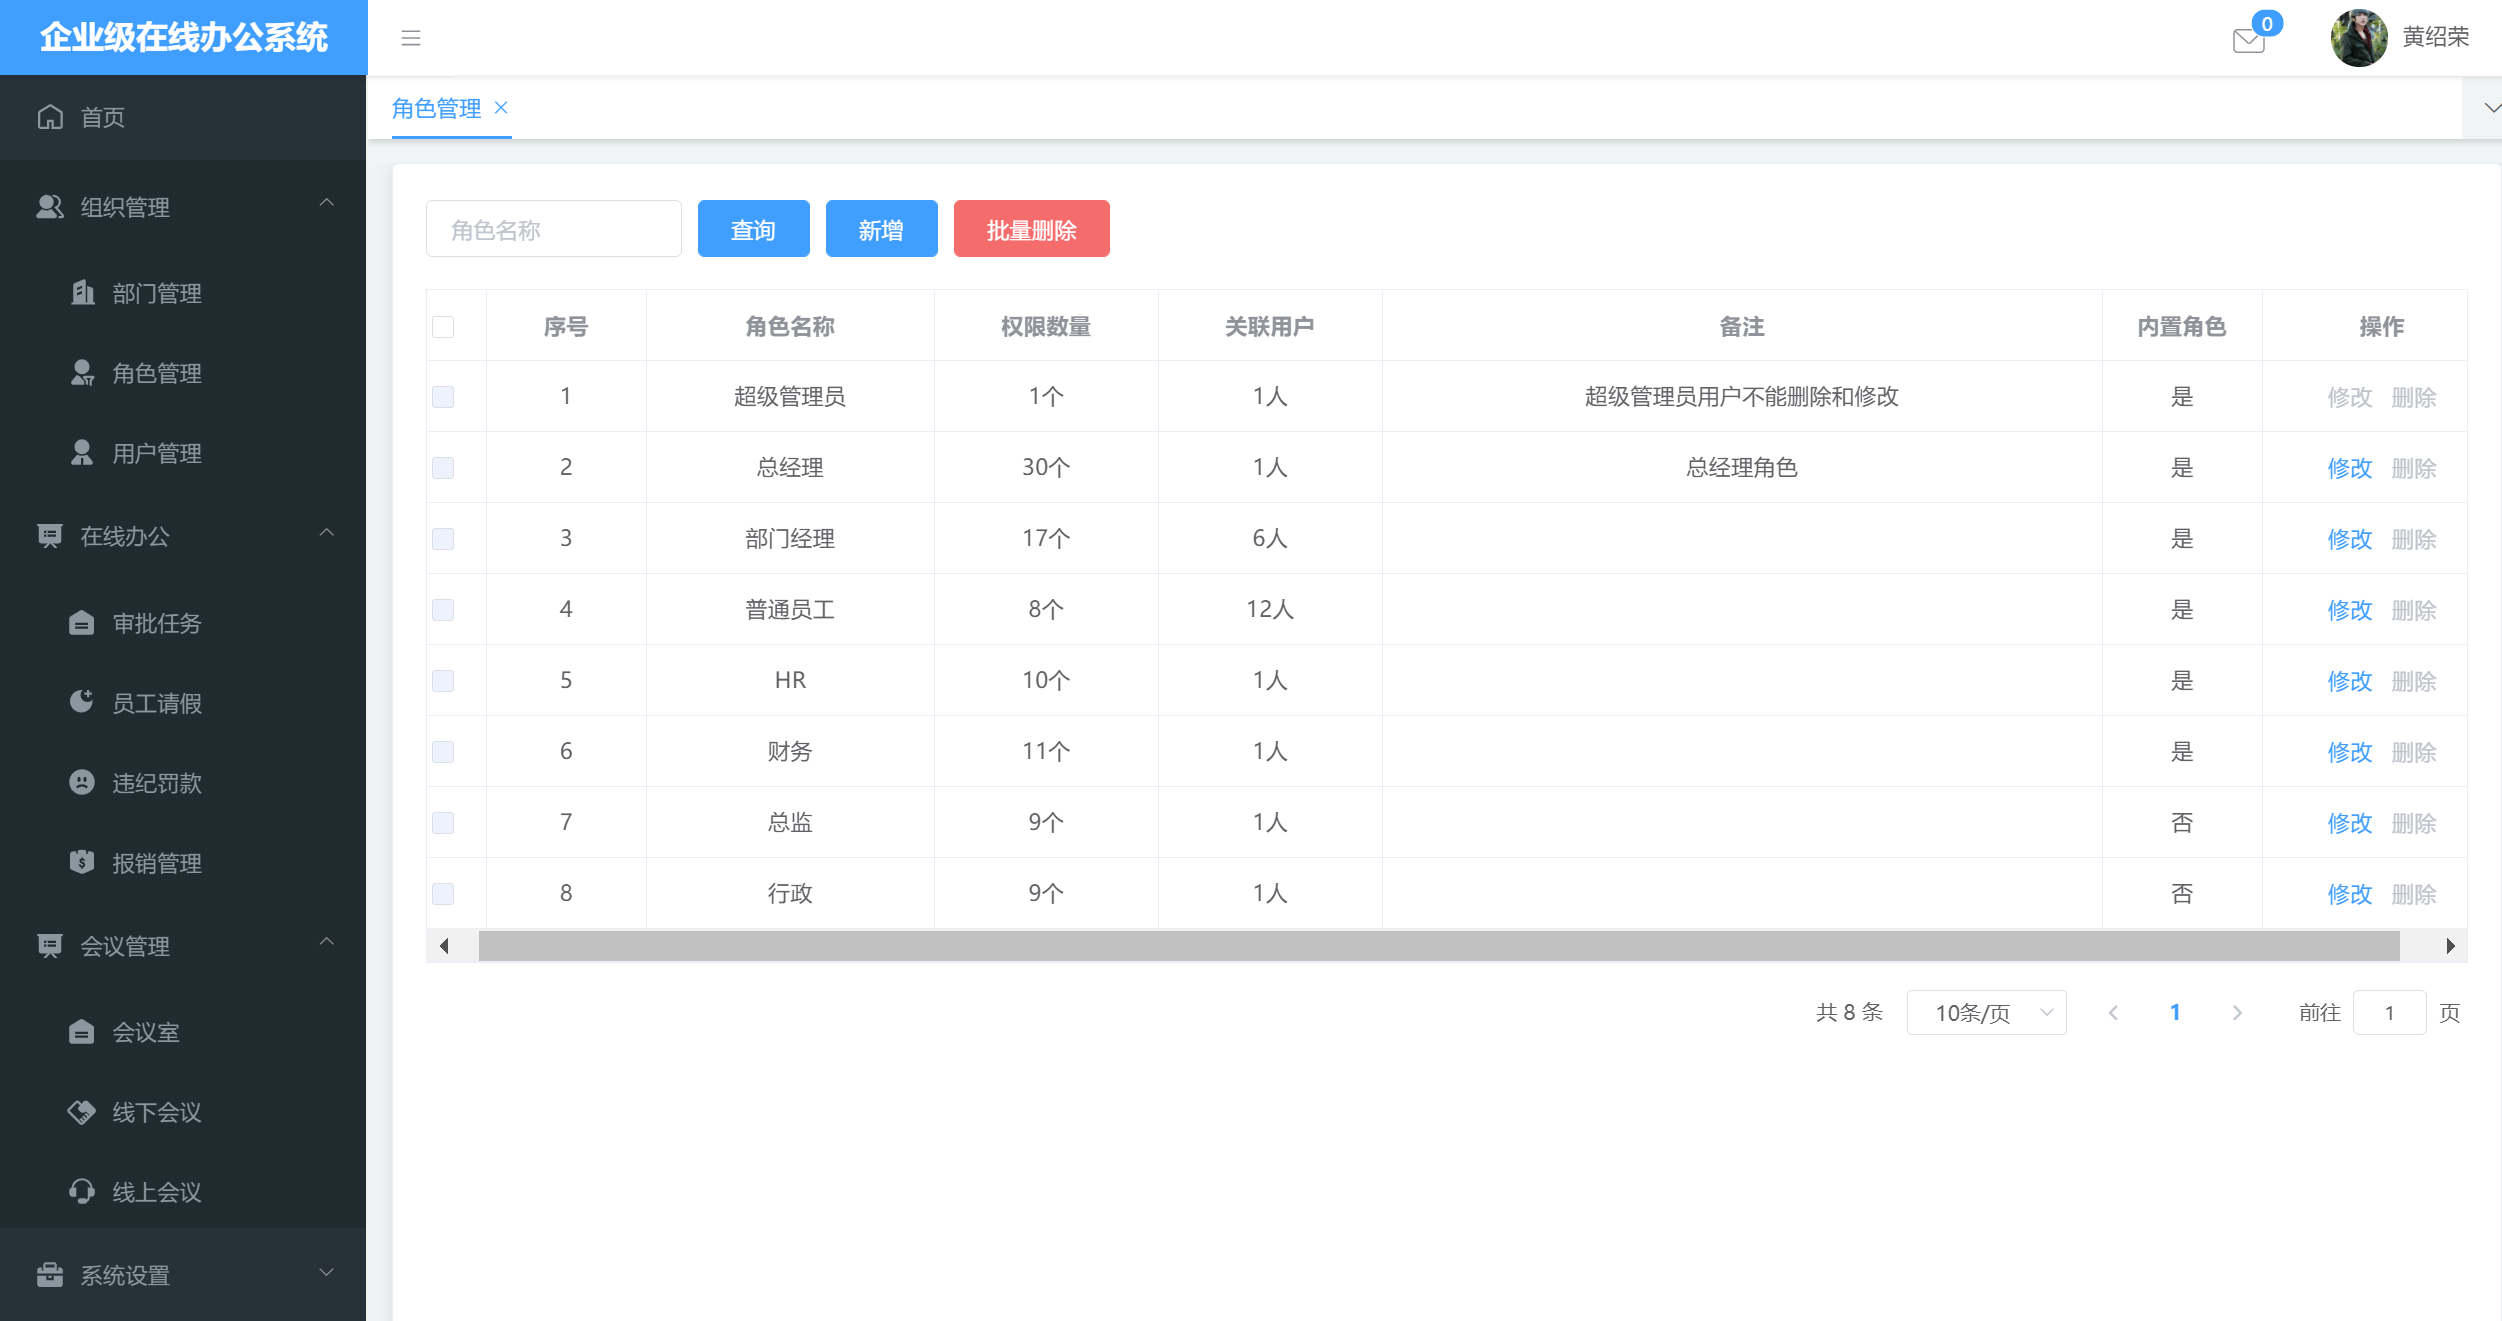 企业级在线办公系统
0
黄绍荣
首页
组织管理
部门管理
角色管理
用户管理
在线办公
审批任务
员工请假
违纪罚款
报销管理
会议管理
会议室
线下会议
线上会议
系统设置
角色管理
角色名称 查询 新增 批量删除
序号 角色名称 权限数量 关联用户 备注 内置角色 操作
1 超级管理员 1个 1人 超级管理员用户不能删除和修改 是 修改 删除
2 总经理 30个 1人 总经理角色 是 修改 删除
3 部门经理 17个 6人 是 修改 删除
4 普通员工 8个 12人 是 修改 删除
5 HR 10个 1人 是 修改 删除
6 财务 11个 1人 是 修改 删除
7 总监 9个 1人 否 修改 删除
8 行政 9个 1人 否 修改 删除
共 8 条 10条/页 1 前往 1 页